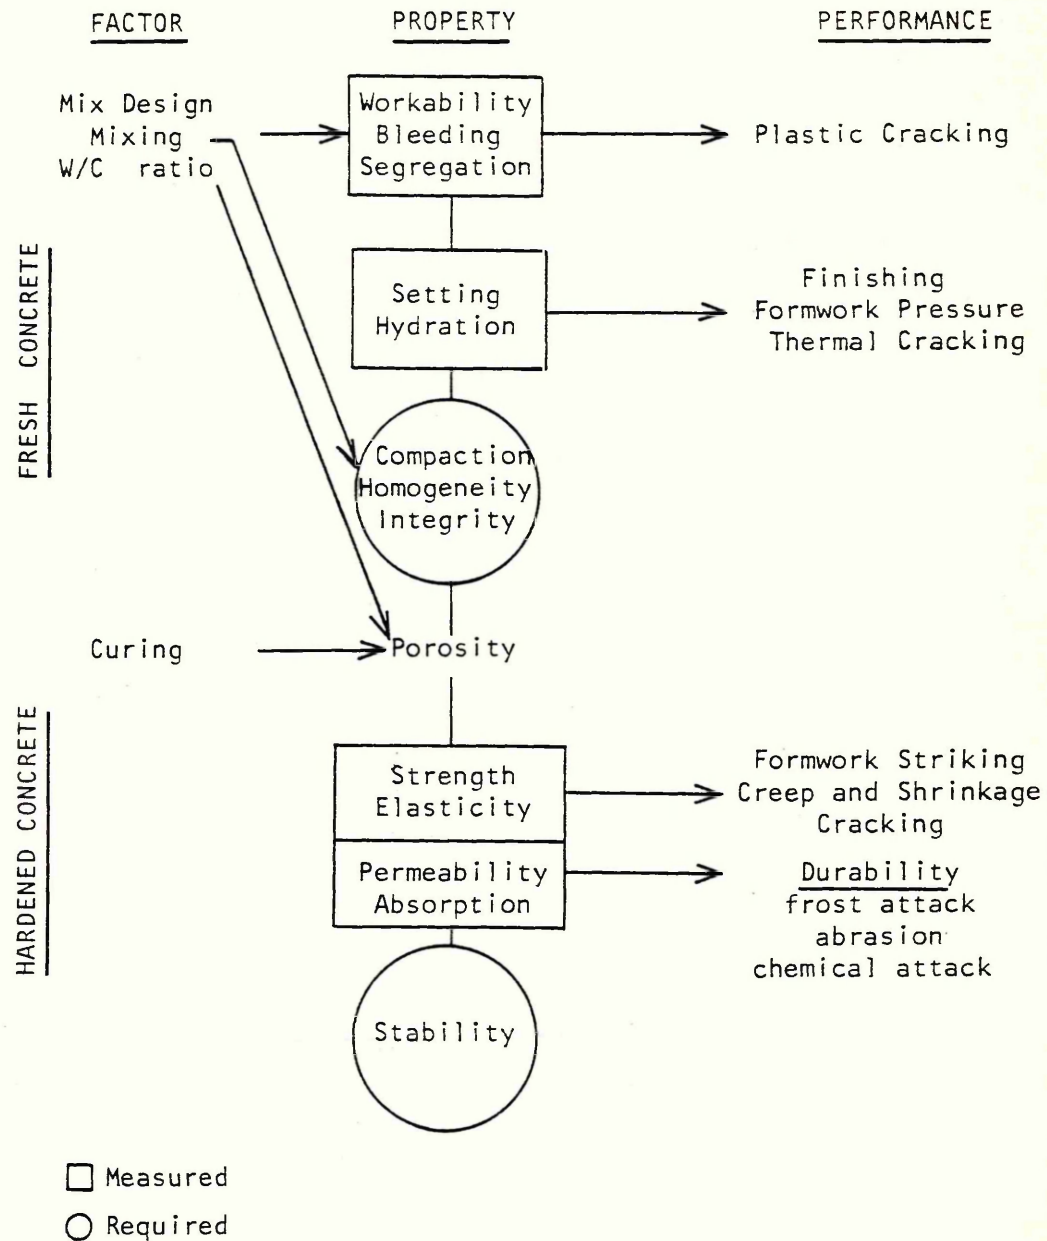 FACTOR
PROPERTY
PERFORMANCE
Mix Design
Mixing
W/C ratio
Workability
Bleeding
Segregation
Plastic Cracking
FRESH CONCRETE
Setting
Hydration
Finishing
Formwork Pressure
Thermal Cracking
Compaction
Homogeneity
Integrity
Curing
Porosity
HARDENED CONCRETE
Strength
Elasticity
Formwork Striking
Creep and Shrinkage
Cracking
Permeability
Absorption
Durability
frost attack
abrasion
chemical attack
Stability
Measured
Required